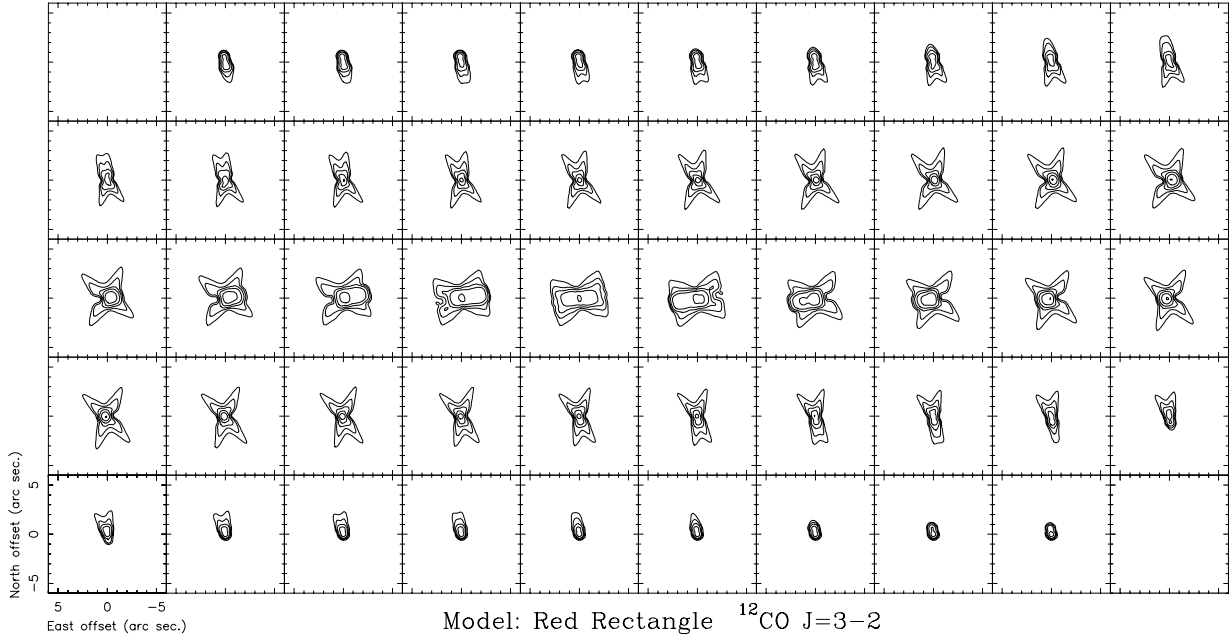 North offset (arc sec.)
5
0
−5
5 0 −5
East offset (arc sec.)
Model: Red Rectangle ¹²CO J=3−2